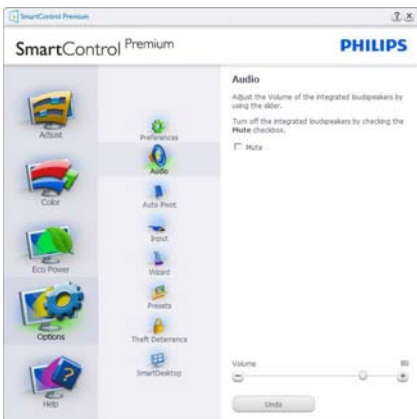 SmartControl Premium
SmartControl Premium
PHILIPS
Adjust
Color
Eco Power
Options
Help
Preferences
Audio
Auto Pivot
Input
Wizard
Presets
Theft Deterrence
SmartDesktop
Audio
Adjust the Volume of the integrated loudspeakers by
using the slider.
Turn off the integrated loudspeakers by checking the
Mute checkbox.
Mute
Volume 80
Undo